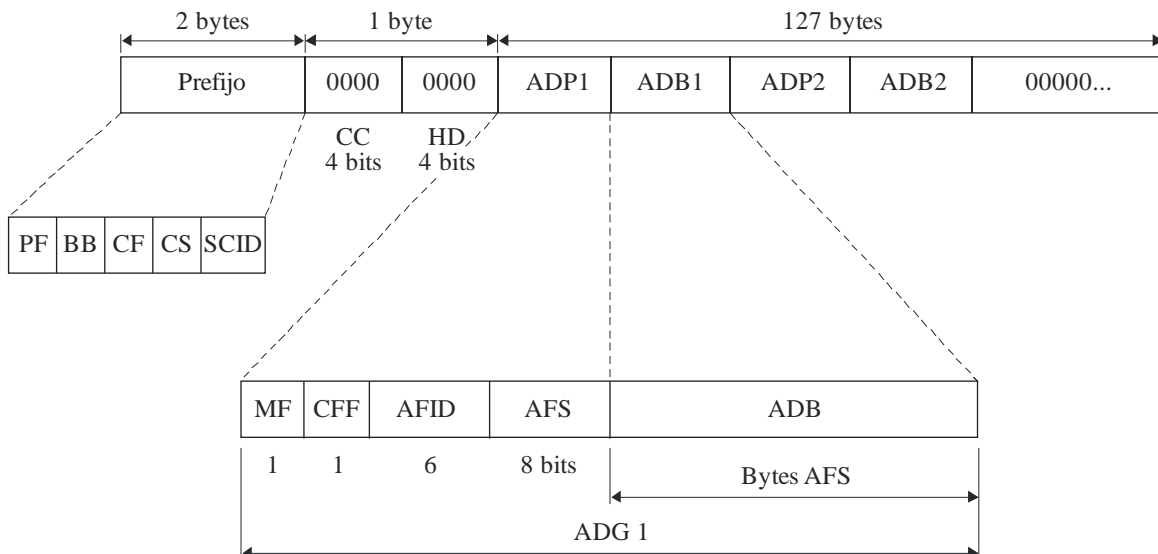 2 bytes 1 byte 127 bytes
Prefijo 0000 0000 ADP1 ADB1 ADP2 ADB2 00000...
CC HD
4 bits 4 bits
PF BB CF CS SCID
MF CFF AFID AFS ADB
1 1 6 8 bits Bytes AFS
ADG 1